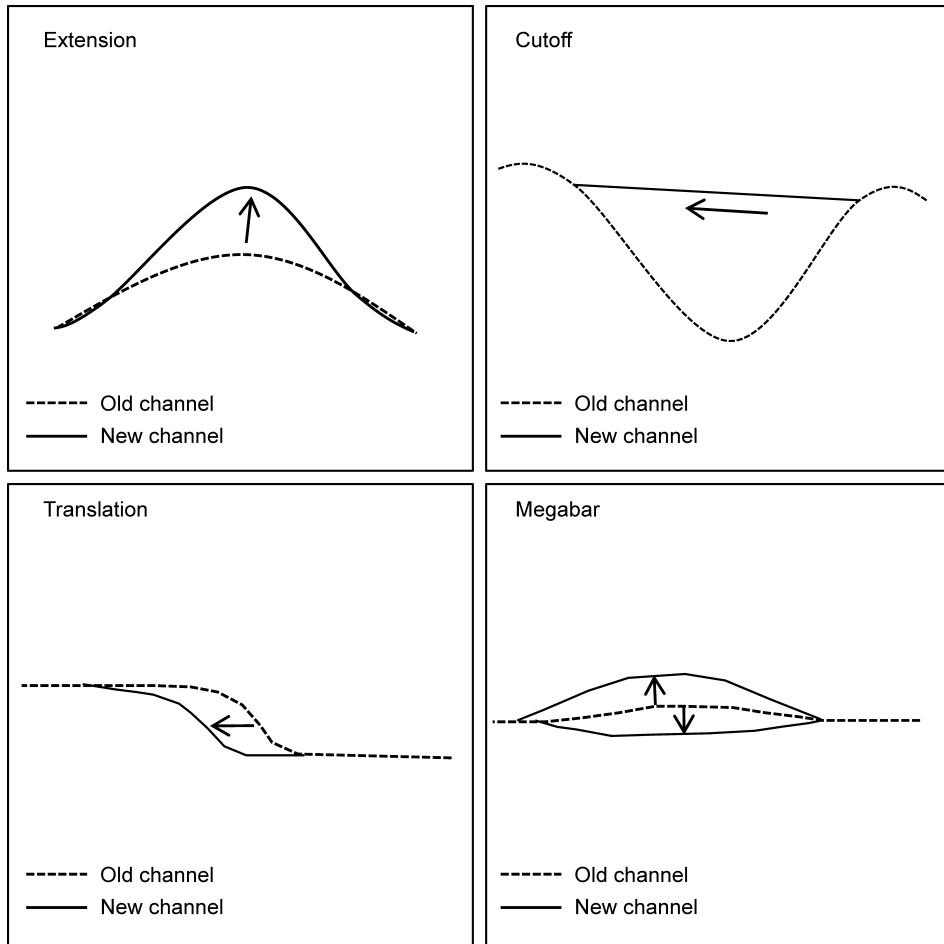 Extension
Old channel
New channel
Cutoff
Old channel
New channel
Translation
Old channel
New channel
Megabar
Old channel
New channel